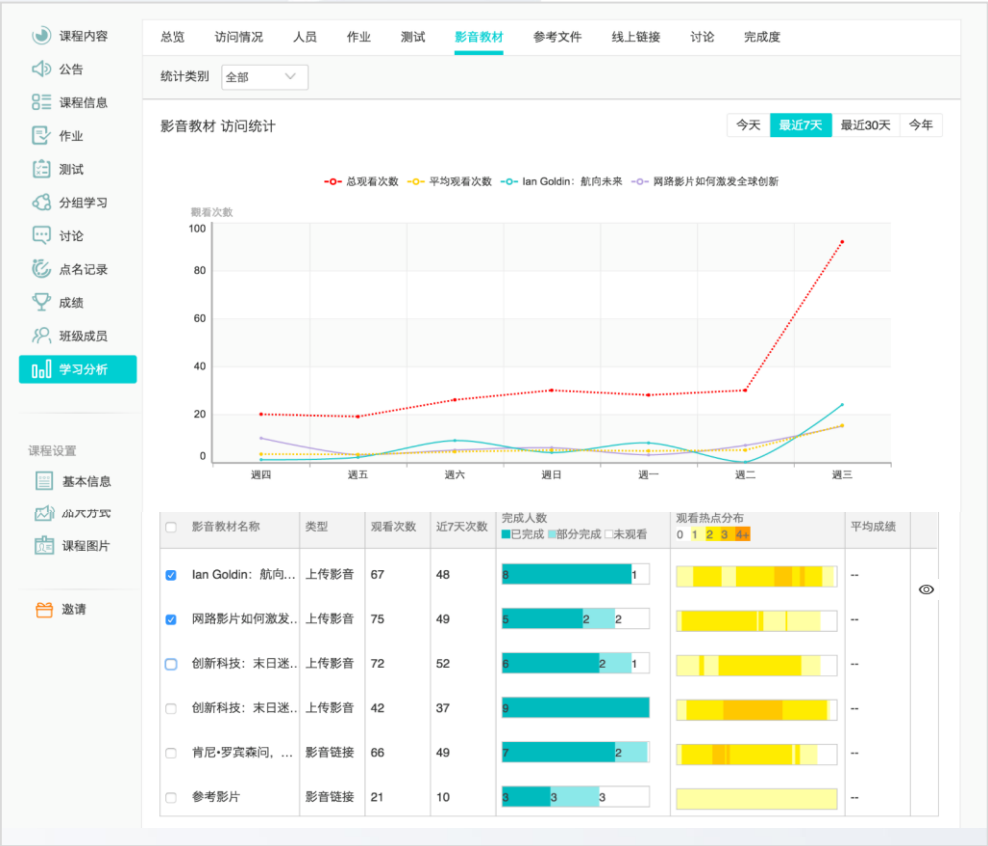 课程内容
公告
课程信息
作业
测试
分组学习
讨论
点名记录
成绩
班级成员
学习分析
课程设置
基本信息
课程图片
邀请
总览 访问情况 人员 作业 测试 影音教材 参考文件 线上链接 讨论 完成度
统计类别 全部
影音教材 访问统计
今天 最近7天 最近30天 今年
总观看次数 平均观看次数 Ian Goldin：航向未来 网路影片如何激发全球创新
觀看次數
100
80
60
40
20
0
週四 週五 週六 週日 週一 週二 週三
影音教材名称 类型 观看次数 近7天次数 完成人数 观看热点分布 平均成绩
已完成 部分完成 未观看 0 1 2 3 4+
Ian Goldin：航向... 上传影音 67 48 8 1 --
网路影片如何激发.. 上传影音 75 49 5 2 2 --
创新科技：末日迷.. 上传影音 72 52 6 2 1 --
创新科技：末日迷.. 上传影音 42 37 9 --
肯尼•罗宾森问，... 影音链接 66 49 7 2 --
参考影片 影音链接 21 10 3 3 3 --